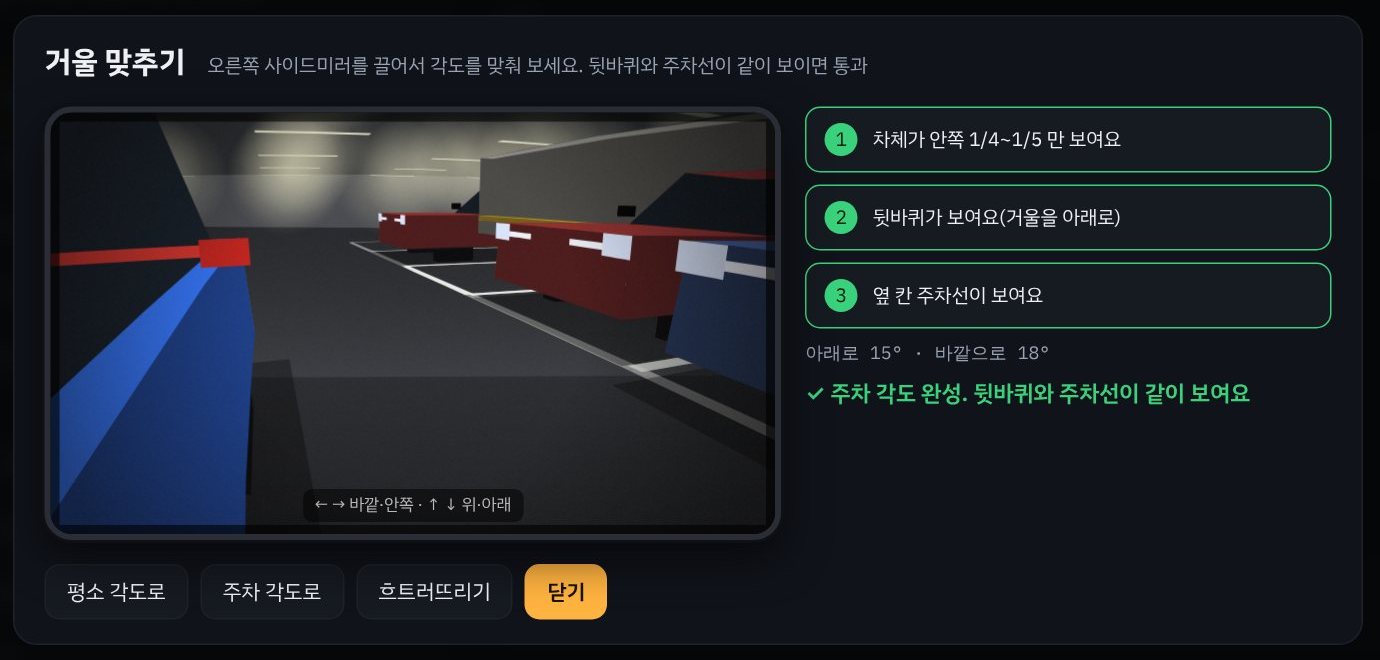 거울 맞추기
오른쪽 사이드미러를 끌어서 각도를 맞춰 보세요. 뒷바퀴와 주차선이 같이 보이면 통과
1 차체가 안쪽 1/4~1/5 만 보여요
2 뒷바퀴가 보여요(거울을 아래로)
3 옆 칸 주차선이 보여요
아래로 15° · 바깥으로 18°
✓ 주차 각도 완성. 뒷바퀴와 주차선이 같이 보여요
← → 바깥·안쪽 · ↑ ↓ 위·아래
평소 각도로
주차 각도로
흐트러뜨리기
닫기